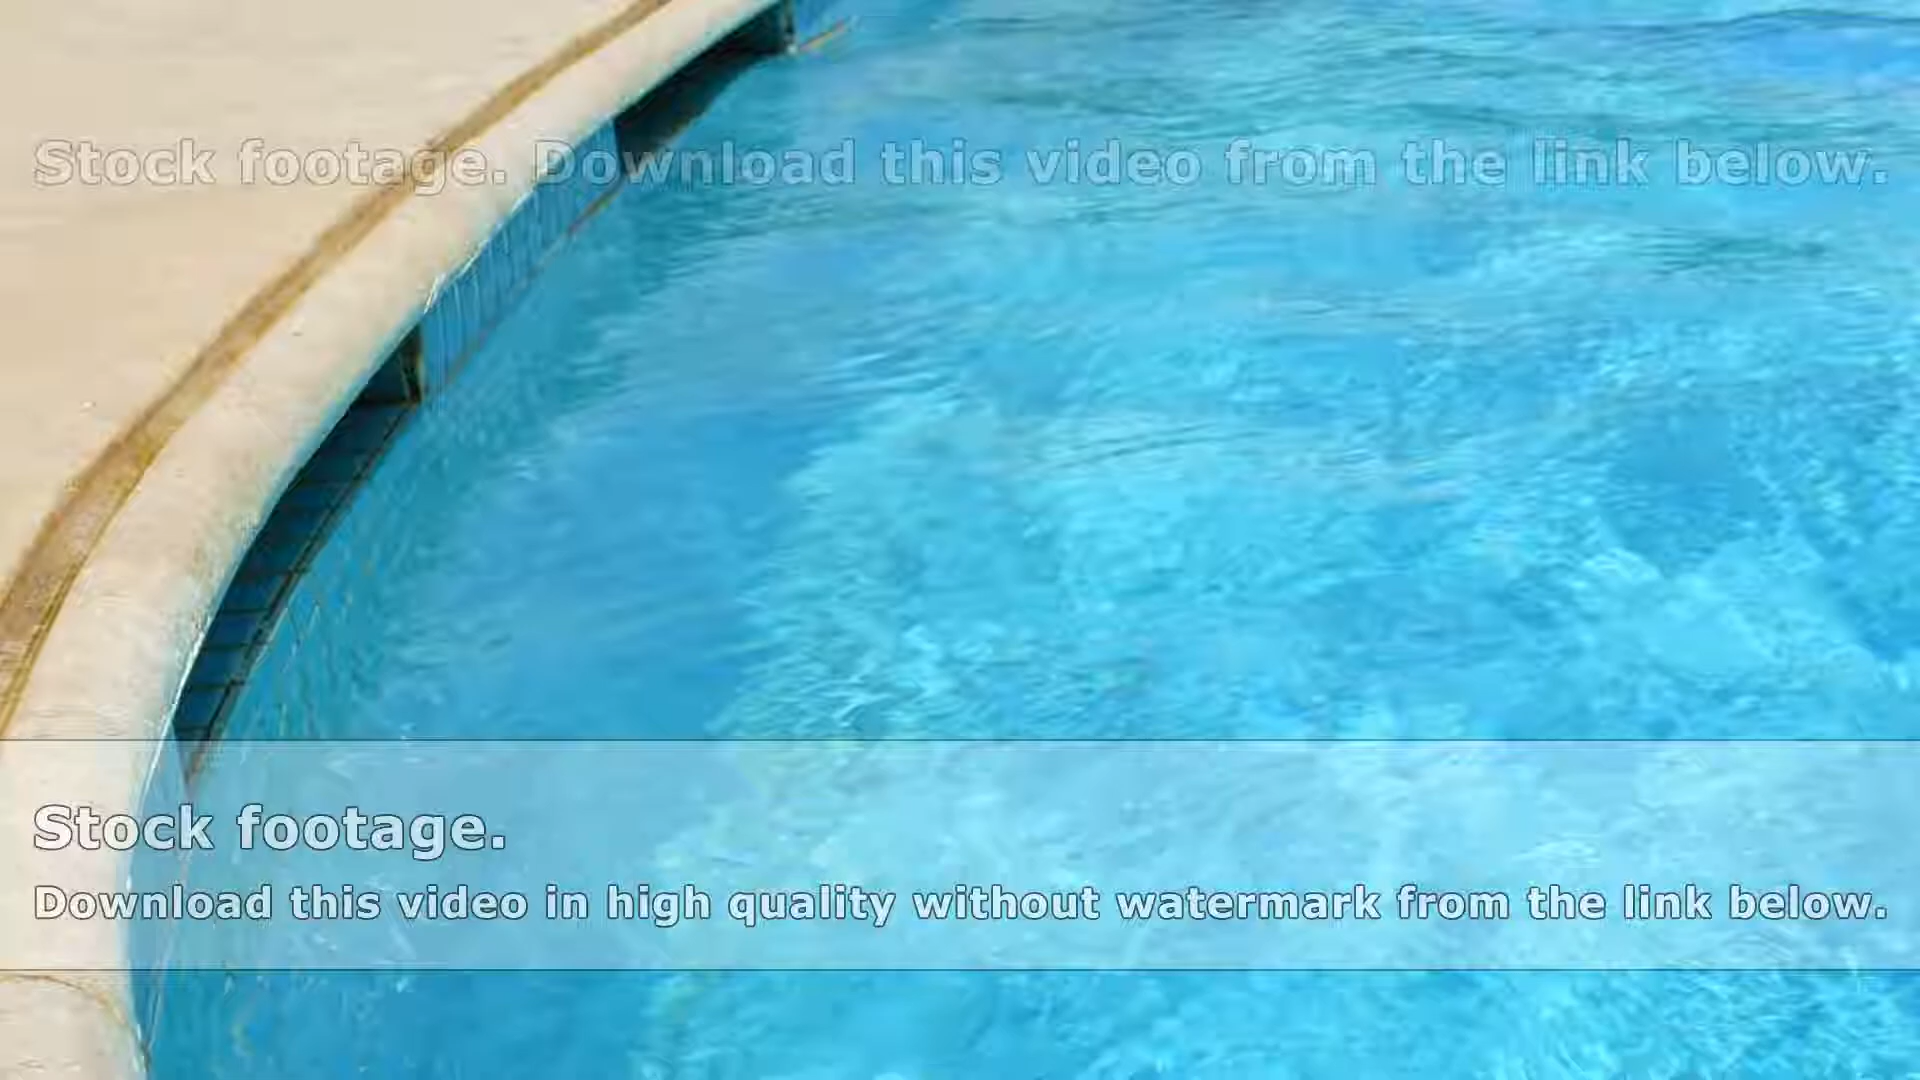 Stock footage. Download this video from the link below.
Stock footage.
Download this video in high quality without watermark from the link below.